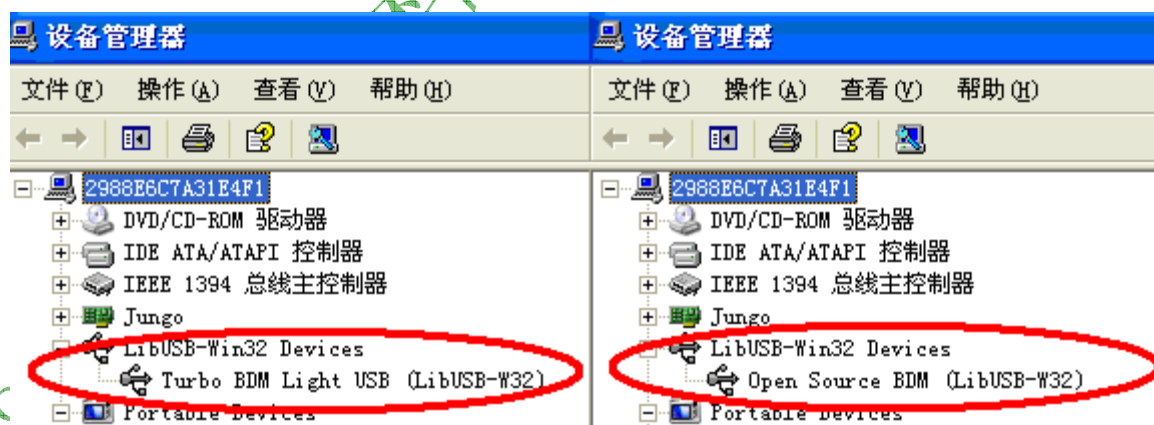 设备管理器
文件(F) 操作(A) 查看(V) 帮助(H)
2988E6C7A31E4F1
DVD/CD-ROM 驱动器
IDE ATA/ATAPI 控制器
IEEE 1394 总线主控制器
Jungo
LibUSB-Win32 Devices
Turbo BDM Light USB (LibUSB-W32)
Portable Devices
设备管理器
文件(F) 操作(A) 查看(V) 帮助(H)
2988E6C7A31E4F1
DVD/CD-ROM 驱动器
IDE ATA/ATAPI 控制器
IEEE 1394 总线主控制器
Jungo
LibUSB-Win32 Devices
Open Source BDM (LibUSB-W32)
Portable Devices